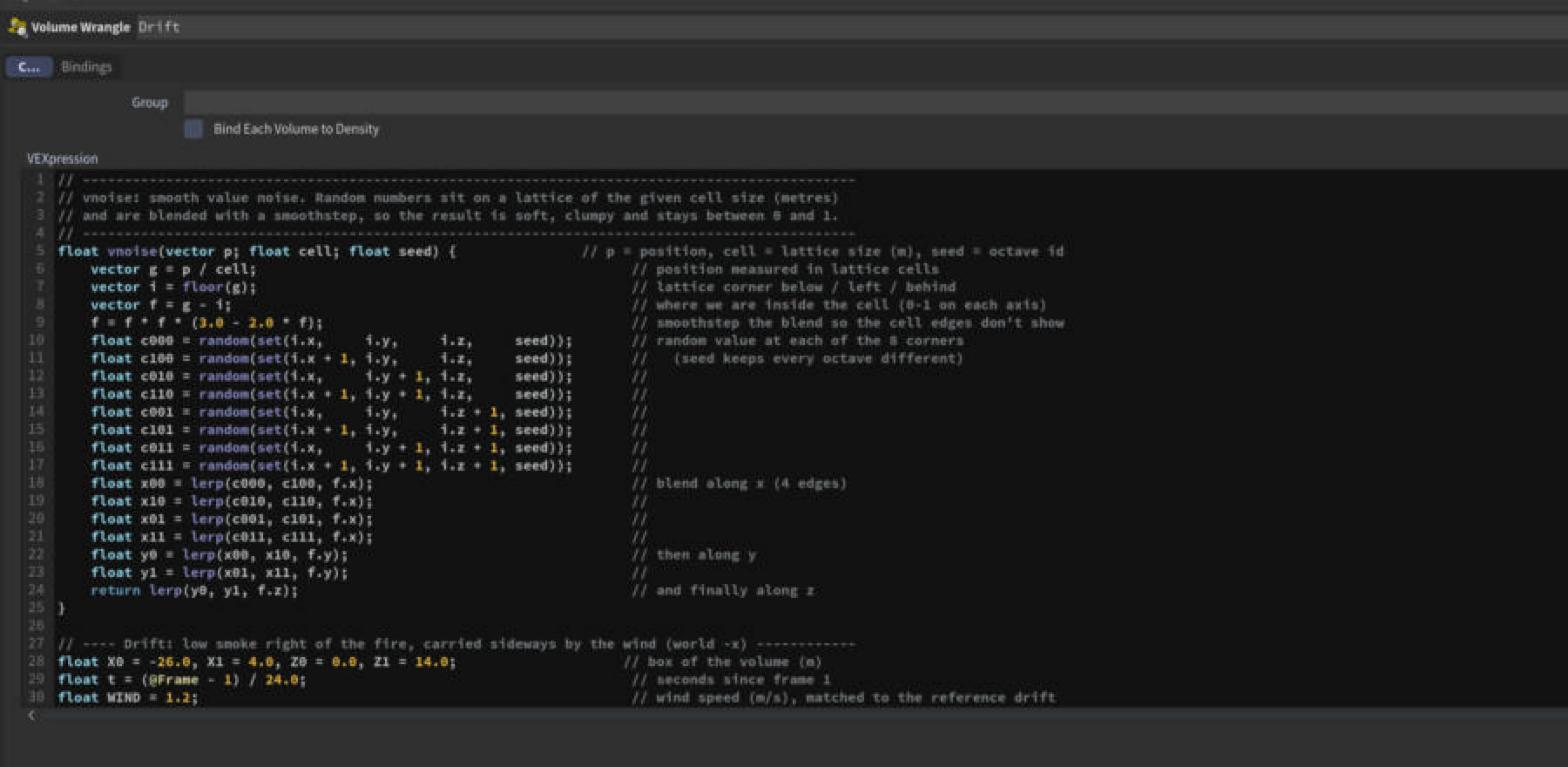 Volume Wrangle Drift
C... Bindings
Group
Bind Each Volume to Density
VEXpression
1 // ----------------------------------------------------------------------------------------------
2 // vnoise: smooth value noise. Random numbers sit on a lattice of the given cell size (metres)
3 // and are blended with a smoothstep, so the result is soft, clumpy and stays between 0 and 1.
4 // ----------------------------------------------------------------------------------------------
5 float vnoise(vector p; float cell; float seed) { // p = position, cell = lattice size (m), seed = octave id
6 vector g = p / cell; // position measured in lattice cells
7 vector i = floor(g); // lattice corner below / left / behind
8 vector f = g - i; // where we are inside the cell (0-1 on each axis)
9 f = f * f * (3.0 - 2.0 * f); // smoothstep the blend so the cell edges don't show
10 float c000 = random(set(i.x, i.y, i.z, seed)); // random value at each of the 8 corners
11 float c100 = random(set(i.x + 1, i.y, i.z, seed)); // (seed keeps every octave different)
12 float c010 = random(set(i.x, i.y + 1, i.z, seed)); //
13 float c110 = random(set(i.x + 1, i.y + 1, i.z, seed)); //
14 float c001 = random(set(i.x, i.y, i.z + 1, seed)); //
15 float c101 = random(set(i.x + 1, i.y, i.z + 1, seed)); //
16 float c011 = random(set(i.x, i.y + 1, i.z + 1, seed)); //
17 float c111 = random(set(i.x + 1, i.y + 1, i.z + 1, seed)); //
18 float x00 = lerp(c000, c100, f.x); // blend along x (4 edges)
19 float x10 = lerp(c010, c110, f.x); //
20 float x01 = lerp(c001, c101, f.x); //
21 float x11 = lerp(c011, c111, f.x); //
22 float y0 = lerp(x00, x10, f.y); // then along y
23 float y1 = lerp(x01, x11, f.y); //
24 return lerp(y0, y1, f.z); // and finally along z
25 }
26
27 // ---- Drift: low smoke right of the fire, carried sideways by the wind (world -x) ------------
28 float X0 = -26.0, X1 = 4.0, Z0 = 0.0, Z1 = 14.0; // box of the volume (m)
29 float t = (@Frame - 1) / 24.0; // seconds since frame 1
30 float WIND = 1.2; // wind speed (m/s), matched to the reference drift